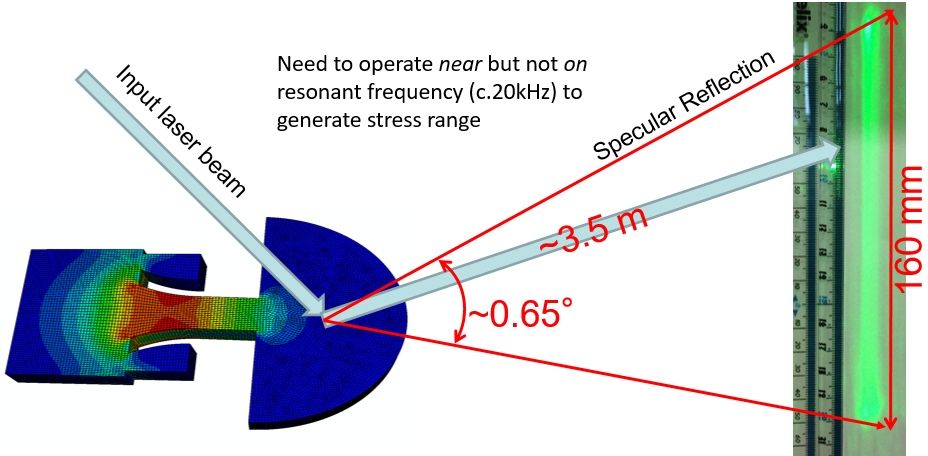 Input laser beam
Need to operate near but not on
resonant frequency (c.20kHz) to
generate stress range
Specular Reflection
~3.5 m
~0.65°
160 mm